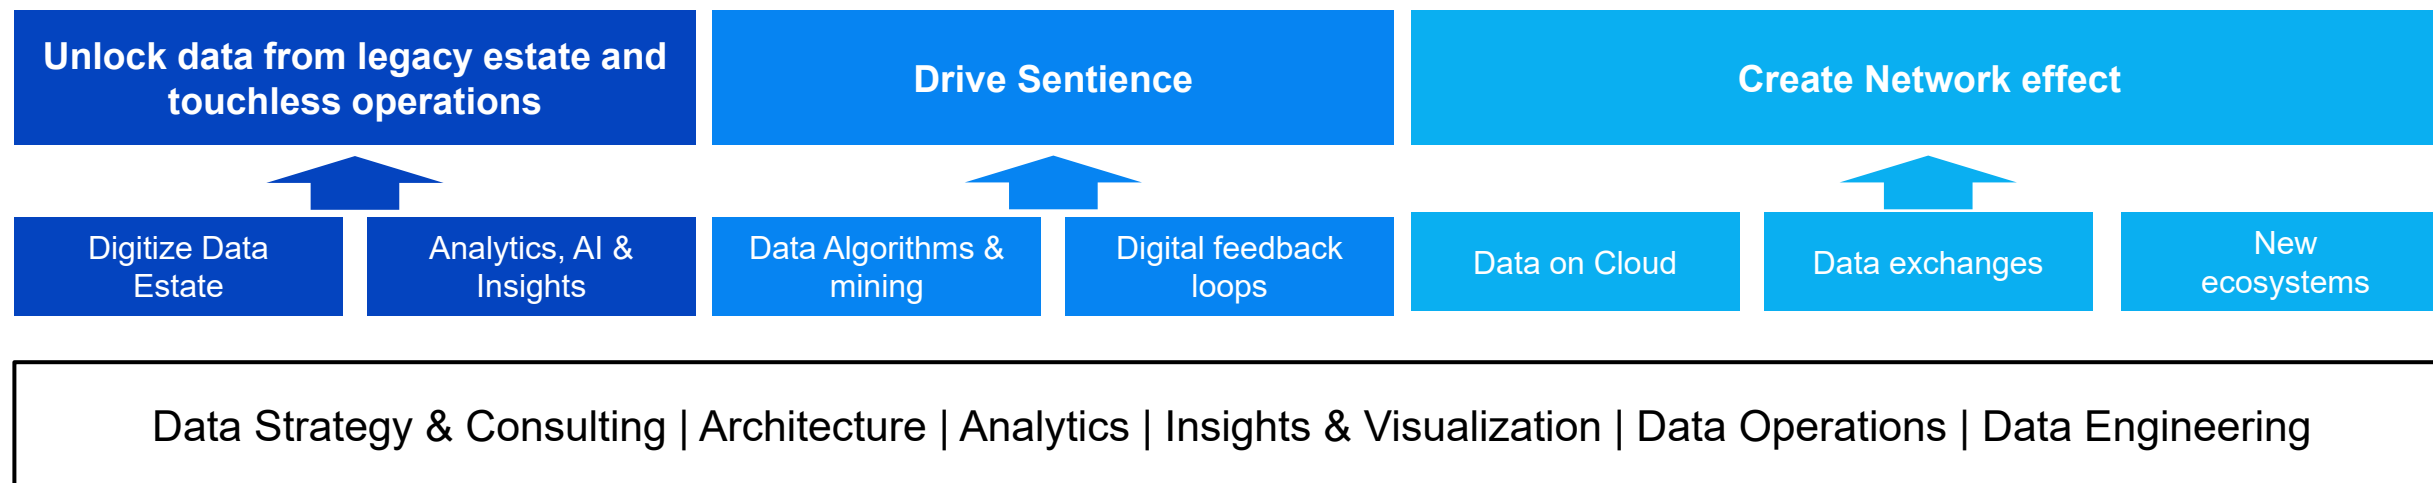 Unlock data from legacy estate and
touchless operations
Drive Sentience
Create Network effect
Digitize Data
Estate
Analytics, AI &
Insights
Data Algorithms &
mining
Digital feedback
loops
Data on Cloud
Data exchanges
New
ecosystems
Data Strategy & Consulting | Architecture | Analytics | Insights & Visualization | Data Operations | Data Engineering